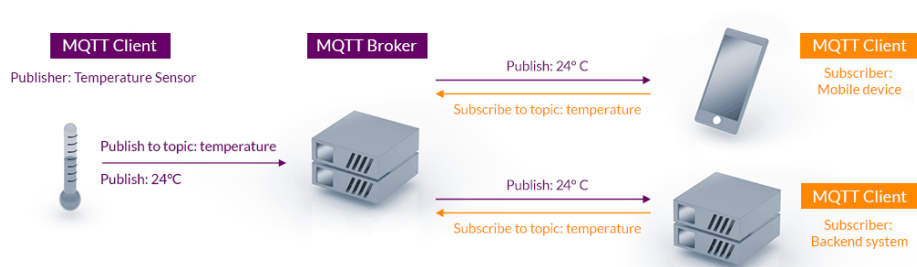 MQTT Client
Publisher: Temperature Sensor
Publish to topic: temperature
Publish: 24°C
MQTT Broker
Publish: 24° C
Subscribe to topic: temperature
MQTT Client
Subscriber:
Mobile device
Publish: 24° C
Subscribe to topic: temperature
MQTT Client
Subscriber:
Backend system